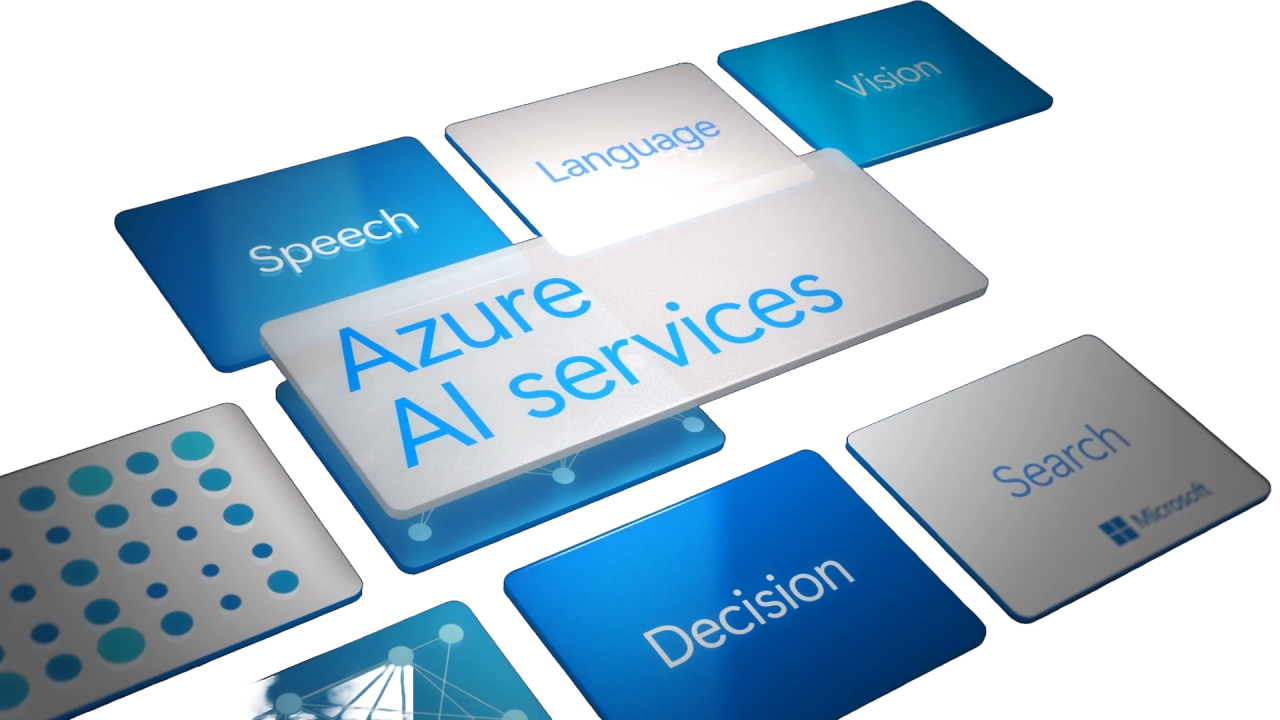 Vision
Language
Speech
Azure
AI services
Search
Microsoft
Decision